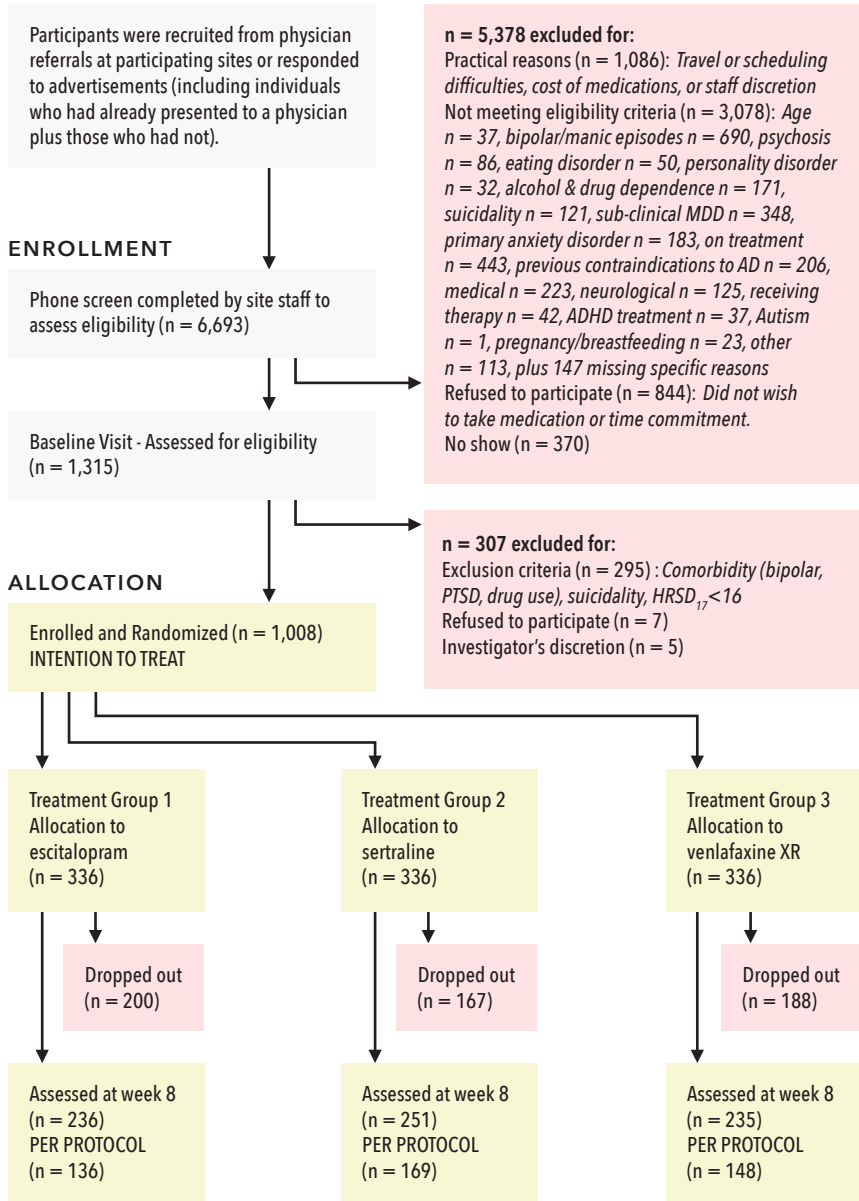 Participants were recruited from physician
referrals at participating sites or responded
to advertisements (including individuals
who had already presented to a physician
plus those who had not).
n = 5,378 excluded for:
Practical reasons (n = 1,086): Travel or scheduling
difficulties, cost of medications, or staff discretion
Not meeting eligibility criteria (n = 3,078): Age
n = 37, bipolar/manic episodes n = 690, psychosis
n = 86, eating disorder n = 50, personality disorder
n = 32, alcohol & drug dependence n = 171,
suicidality n = 121, sub-clinical MDD n = 348,
primary anxiety disorder n = 183, on treatment
n = 443, previous contraindications to AD n = 206,
medical n = 223, neurological n = 125, receiving
therapy n = 42, ADHD treatment n = 37, Autism
n = 1, pregnancy/breastfeeding n = 23, other
n = 113, plus 147 missing specific reasons
Refused to participate (n = 844): Did not wish
to take medication or time commitment.
No show (n = 370)
ENROLLMENT
Phone screen completed by site staff to
assess eligibility (n = 6,693)
Baseline Visit - Assessed for eligibility
(n = 1,315)
n = 307 excluded for:
Exclusion criteria (n = 295) : Comorbidity (bipolar,
PTSD, drug use), suicidality, HRSD17<16
Refused to participate (n = 7)
Investigator's discretion (n = 5)
ALLOCATION
Enrolled and Randomized (n = 1,008)
INTENTION TO TREAT
Treatment Group 1
Allocation to
escitalopram
(n = 336)
Treatment Group 2
Allocation to
sertraline
(n = 336)
Treatment Group 3
Allocation to
venlafaxine XR
(n = 336)
Dropped out
(n = 200)
Dropped out
(n = 167)
Dropped out
(n = 188)
Assessed at week 8
(n = 236)
PER PROTOCOL
(n = 136)
Assessed at week 8
(n = 251)
PER PROTOCOL
(n = 169)
Assessed at week 8
(n = 235)
PER PROTOCOL
(n = 148)